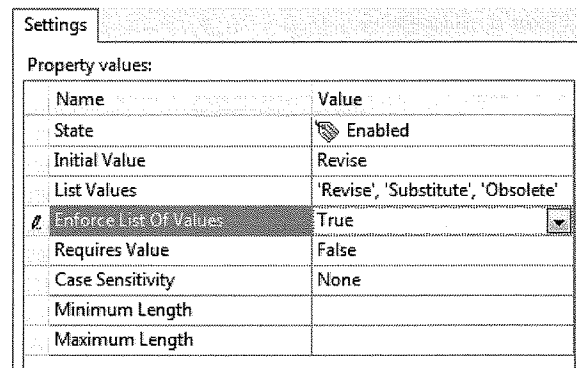 Settings
Property values:
Name Value
State Enabled
Initial Value Revise
List Values 'Revise', 'Substitute', 'Obsolete'
Enforce List Of Values True
Requires Value False
Case Sensitivity None
Minimum Length
Maximum Length